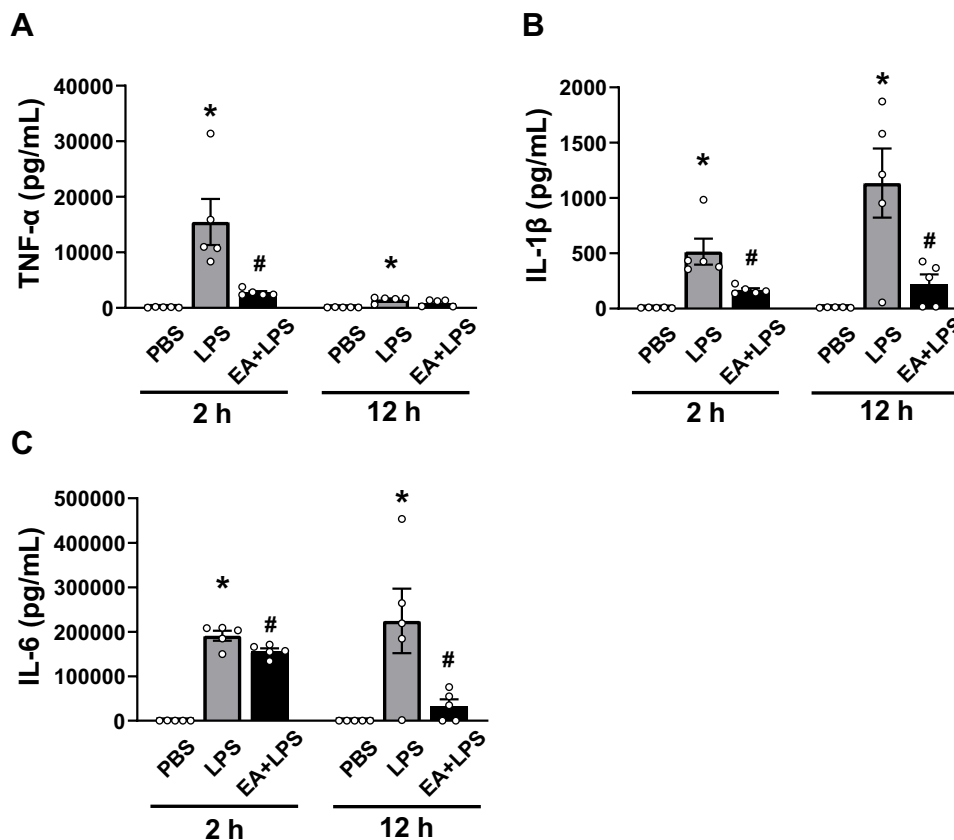 A
TNF-α (pg/mL)
40000
30000
20000
10000
0
*
#
*
PBS
LPS
EA+LPS
PBS
LPS
EA+LPS
2 h
12 h
B
IL-1β (pg/mL)
2000
1500
1000
500
0
*
#
*
#
PBS
LPS
EA+LPS
PBS
LPS
EA+LPS
2 h
12 h
C
IL-6 (pg/mL)
500000
400000
300000
200000
100000
0
*
#
*
#
PBS
LPS
EA+LPS
PBS
LPS
EA+LPS
2 h
12 h